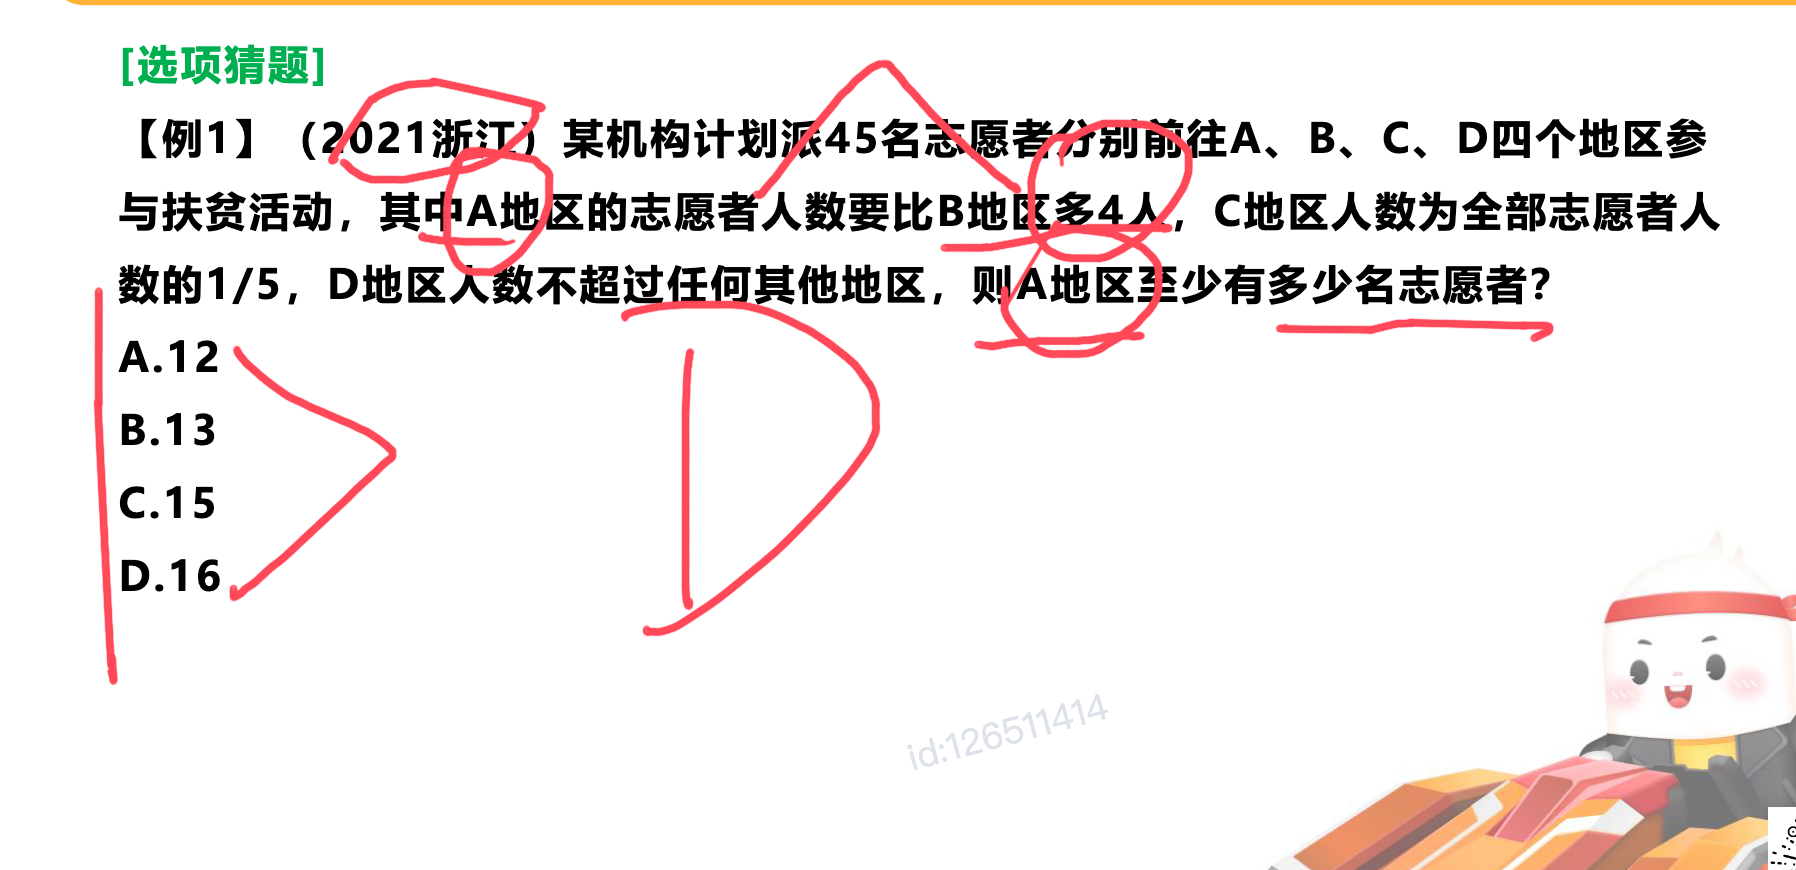 [选项猜题]
【例1】（2021浙江）某机构计划派45名志愿者分别前往A、B、C、D四个地区参
与扶贫活动，其中A地区的志愿者人数要比B地区多4人，C地区人数为全部志愿者人
数的1/5，D地区人数不超过任何其他地区，则A地区至少有多少名志愿者？
A.12
B.13
C.15
D.16
D
id:126511414